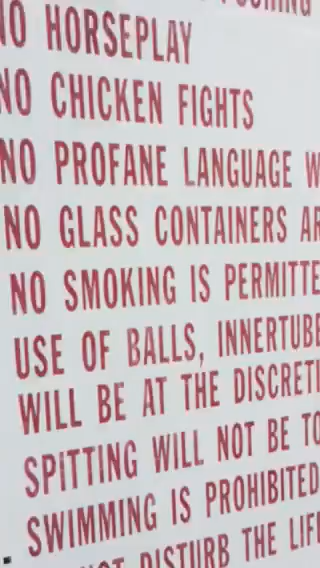 NO HORSEPLAY
NO CHICKEN FIGHTS
NO PROFANE LANGUAGE W
NO GLASS CONTAINERS AR
NO SMOKING IS PERMITTE
USE OF BALLS, INNERTUBE
WILL BE AT THE DISCRETI
SPITTING WILL NOT BE TO
SWIMMING IS PROHIBITED
DISTURB THE LIF